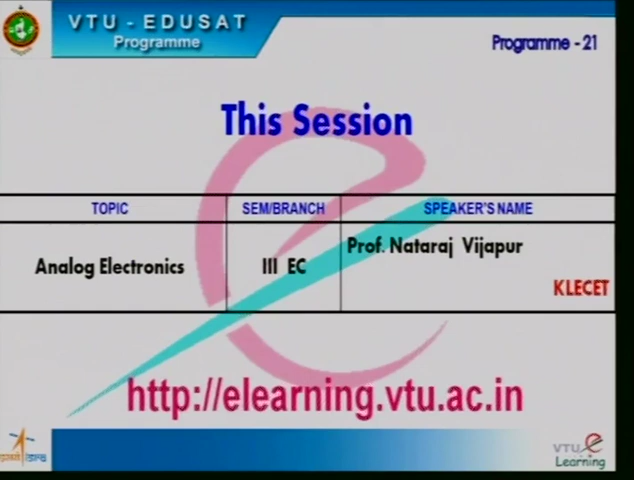 VTU - EDUSAT
Programme
Programme - 21
This Session
TOPIC SEM/BRANCH SPEAKER'S NAME
Analog Electronics III EC Prof. Nataraj Vijapur
KLECET
http://elearning.vtu.ac.in
VTU e
Learning